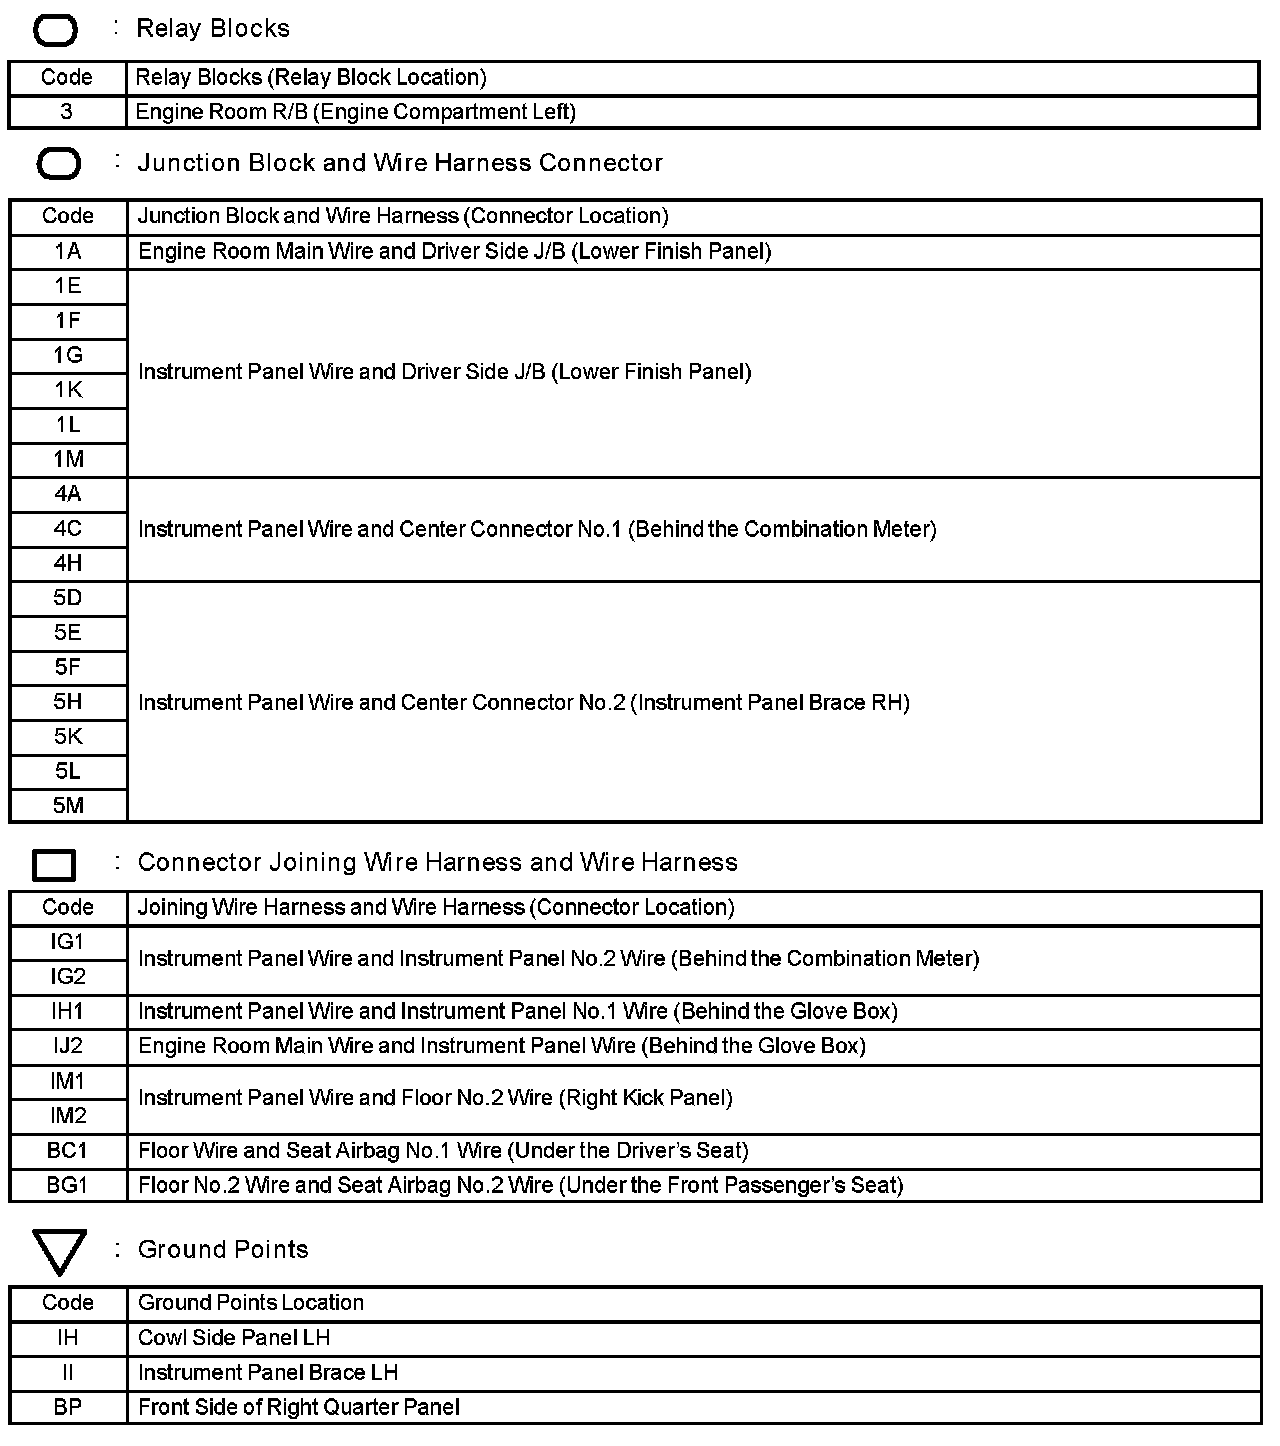 : Relay Blocks
Code Relay Blocks (Relay Block Location)
3 Engine Room R/B (Engine Compartment Left)
: Junction Block and Wire Harness Connector
Code Junction Block and Wire Harness (Connector Location)
1A Engine Room Main Wire and Driver Side J/B (Lower Finish Panel)
1E
1F
1G
Instrument Panel Wire and Driver Side J/B (Lower Finish Panel)
1K
1L
1M
4A
4C Instrument Panel Wire and Center Connector No.1 (Behind the Combination Meter)
4H
5D
5E
5F
5H Instrument Panel Wire and Center Connector No.2 (Instrument Panel Brace RH)
5K
5L
5M
: Connector Joining Wire Harness and Wire Harness
Code Joining Wire Harness and Wire Harness (Connector Location)
IG1
Instrument Panel Wire and Instrument Panel No.2 Wire (Behind the Combination Meter)
IG2
IH1 Instrument Panel Wire and Instrument Panel No.1 Wire (Behind the Glove Box)
IJ2 Engine Room Main Wire and Instrument Panel Wire (Behind the Glove Box)
IM1
Instrument Panel Wire and Floor No.2 Wire (Right Kick Panel)
IM2
BC1 Floor Wire and Seat Airbag No.1 Wire (Under the Driver's Seat)
BG1 Floor No.2 Wire and Seat Airbag No.2 Wire (Under the Front Passenger's Seat)
: Ground Points
Code Ground Points Location
IH Cowl Side Panel LH
II Instrument Panel Brace LH
BP Front Side of Right Quarter Panel